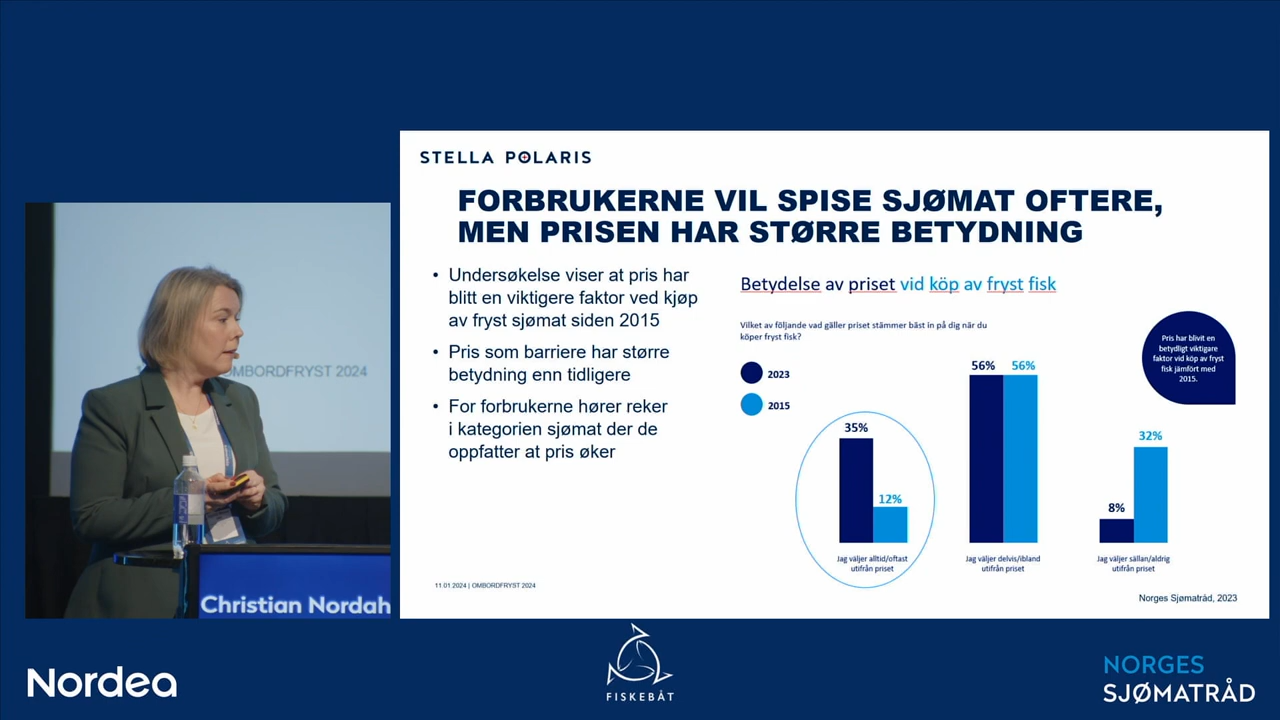 STELLA POLARIS
FORBRUKERNE VIL SPISE SJØMAT OFTERE,
MEN PRISEN HAR STØRRE BETYDNING
• Undersøkelse viser at pris har
blitt en viktigere faktor ved kjøp
av fryst sjømat siden 2015
• Pris som barriere har større
betydning enn tidligere
• For forbrukerne hører reker
i kategorien sjømat der de
oppfatter at pris øker
11.01.2024 | OMBORDFRYST 2024
Betydelse av priset vid köp av fryst fisk
Vilket av följande vad gäller priset stämmer bäst in på dig när du
köper fryst fisk?
2023
2015
Pris har blivit en
betydligt viktigare
faktor vid köp av fryst
fisk jämfört med
2015.
35%
12%
56%
56%
8%
32%
Jag väljer alltid/oftast
utifrån priset
Jag väljer delvis/ibland
utifrån priset
Jag väljer sällan/aldrig
utifrån priset
Norges Sjømatråd, 2023
OMBORDFRYST 2024
Christian Nordah
Nordea
FISKEBÅT
NORGES
SJØMATRÅD